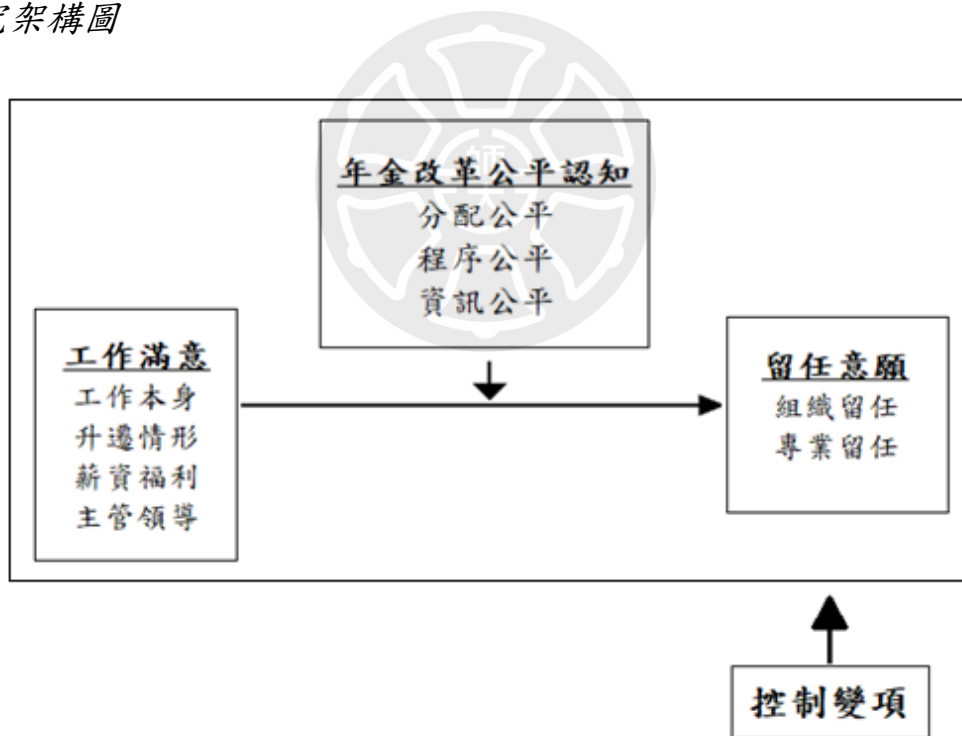 究架構圖
年金改革公平認知
分配公平
程序公平
資訊公平
工作滿意
工作本身
升遷情形
薪資福利
主管領導
留任意願
組織留任
專業留任
控制變項